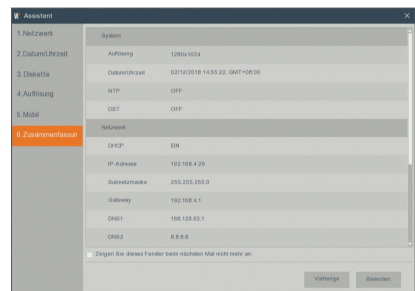 Assistent
1.Netzwerk
2.Datum/Uhrzeit
3.Diskette
4.Auflösung
5.Mobil
6.Zusammenfassun
System
Auflösung 1280x1024
Datum/Uhrzeit 02/12/2018 14:55:22, GMT+08:00
NTP OFF
DST OFF
Netzwerk
DHCP EIN
IP-Adresse 192.168.4.29
Subnetzmaske 255.255.255.0
Gateway 192.168.4.1
DNS1 168.126.63.1
DNS2 8.8.8.8
Zeigen Sie dieses Fenster beim nächsten Mal nicht mehr an.
Vorherige Beenden